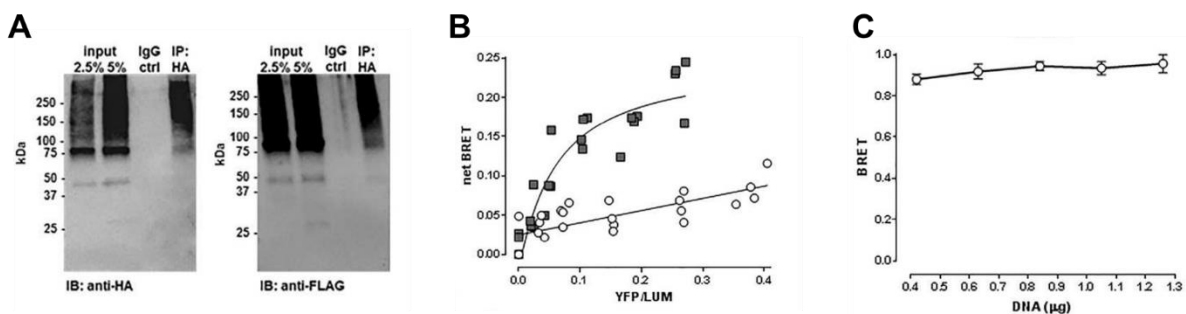 A
input IgG IP:
2.5% 5% ctrl HA
250 -
150 -
100 -
75 -
50 -
37 -
25 -
kDa
IB: anti-HA
input IgG IP:
2.5% 5% ctrl HA
250 -
150 -
100 -
75 -
50 -
37 -
25 -
kDa
IB: anti-FLAG
B
0.25
0.20
0.15
0.10
0.05
0.00
net BRET
0.0 0.1 0.2 0.3 0.4
YFP/LUM
C
1.0
0.8
0.6
0.4
0.2
0.0
BRET
0.4 0.5 0.6 0.7 0.8 0.9 1.0 1.1 1.2 1.3
DNA (μg)